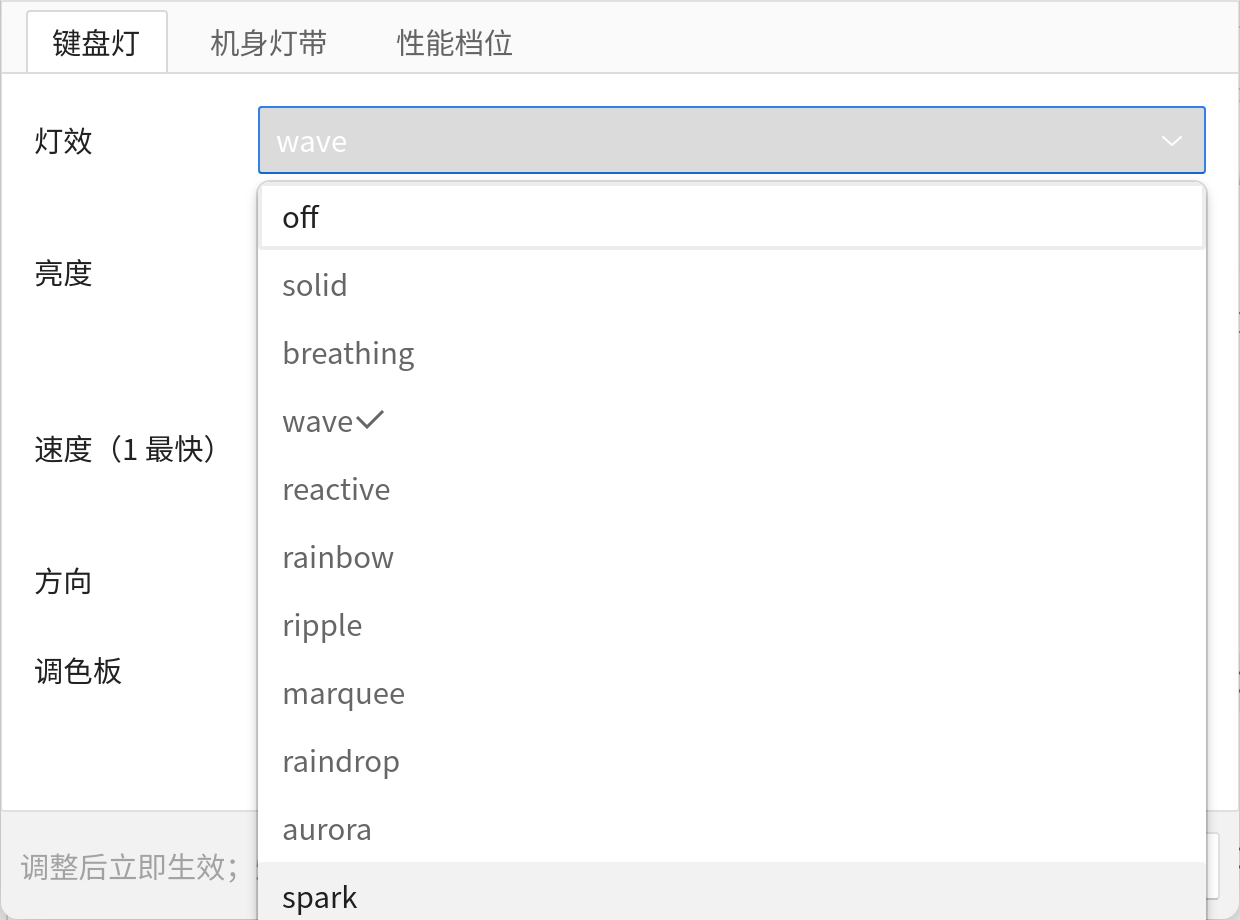 键盘灯 机身灯带 性能档位
灯效 wave
off
亮度
solid
breathing
wave
速度（1 最快）
reactive
rainbow
方向
ripple
调色板
marquee
raindrop
aurora
调整后立即生效；
spark